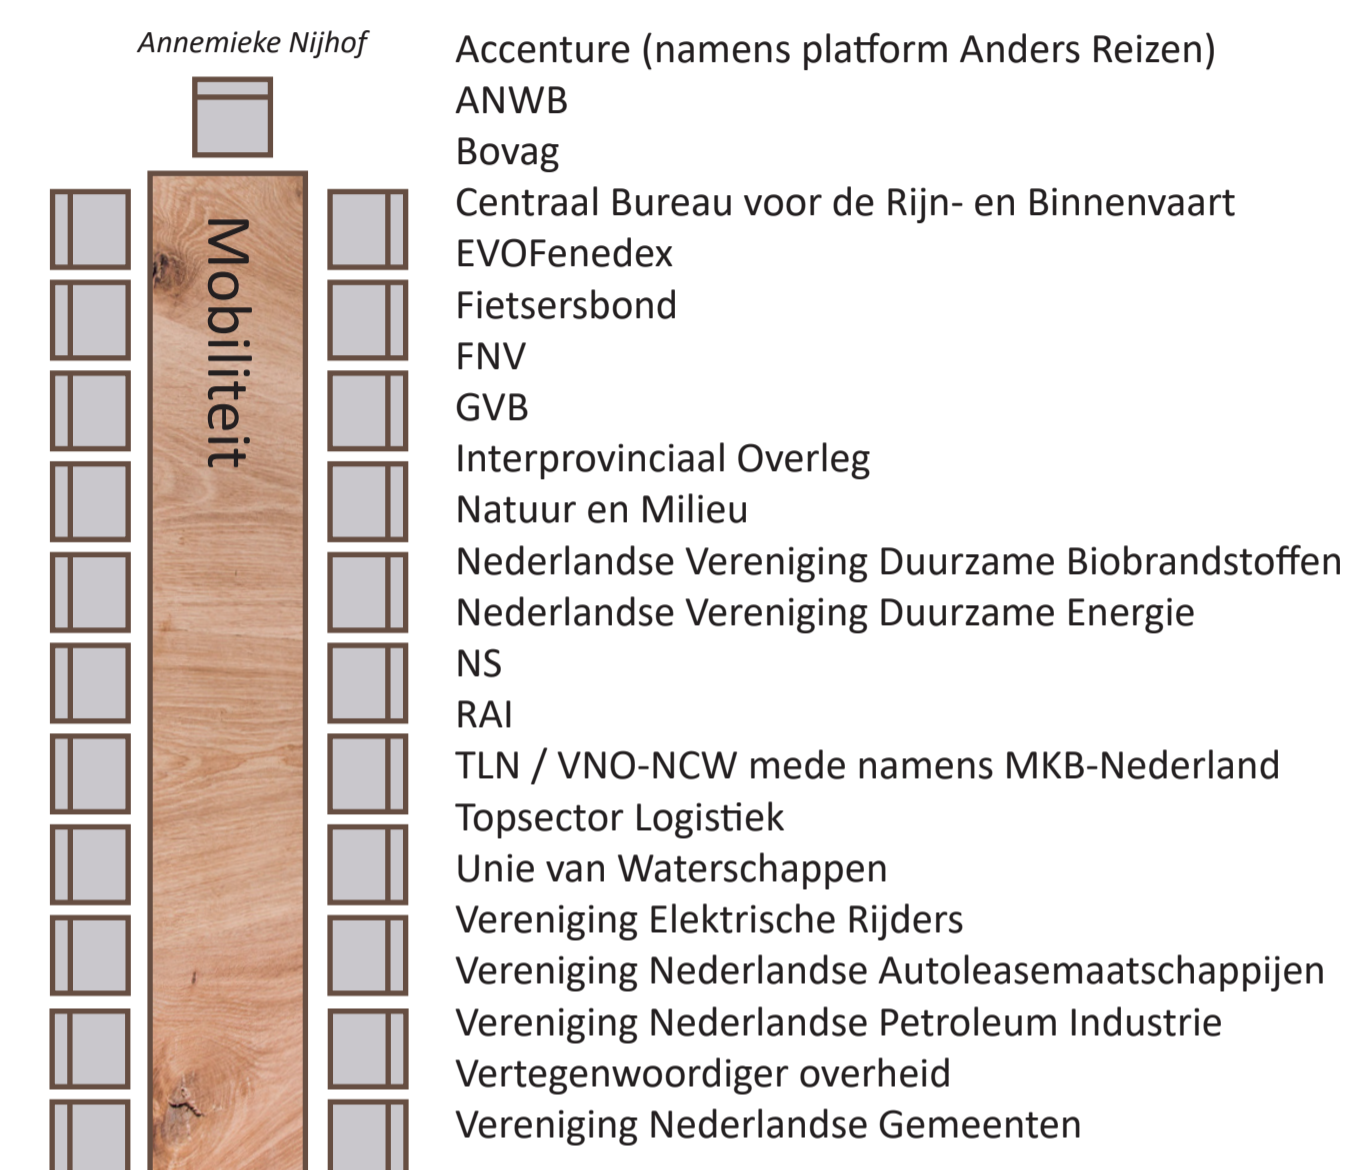 Annemieke Nijhof
Mobiliteit
Accenture (namens platform Anders Reizen)
ANWB
Bovag
Centraal Bureau voor de Rijn- en Binnenvaart
EVOFenedex
Fietsersbond
FNV
GVB
Interprovinciaal Overleg
Natuur en Milieu
Nederlandse Vereniging Duurzame Biobrandstoffen
Nederlandse Vereniging Duurzame Energie
NS
RAI
TLN / VNO-NCW mede namens MKB-Nederland
Topsector Logistiek
Unie van Waterschappen
Vereniging Elektrische Rijders
Vereniging Nederlandse Autoleasemaatschappijen
Vereniging Nederlandse Petroleum Industrie
Vertegenwoordiger overheid
Vereniging Nederlandse Gemeenten